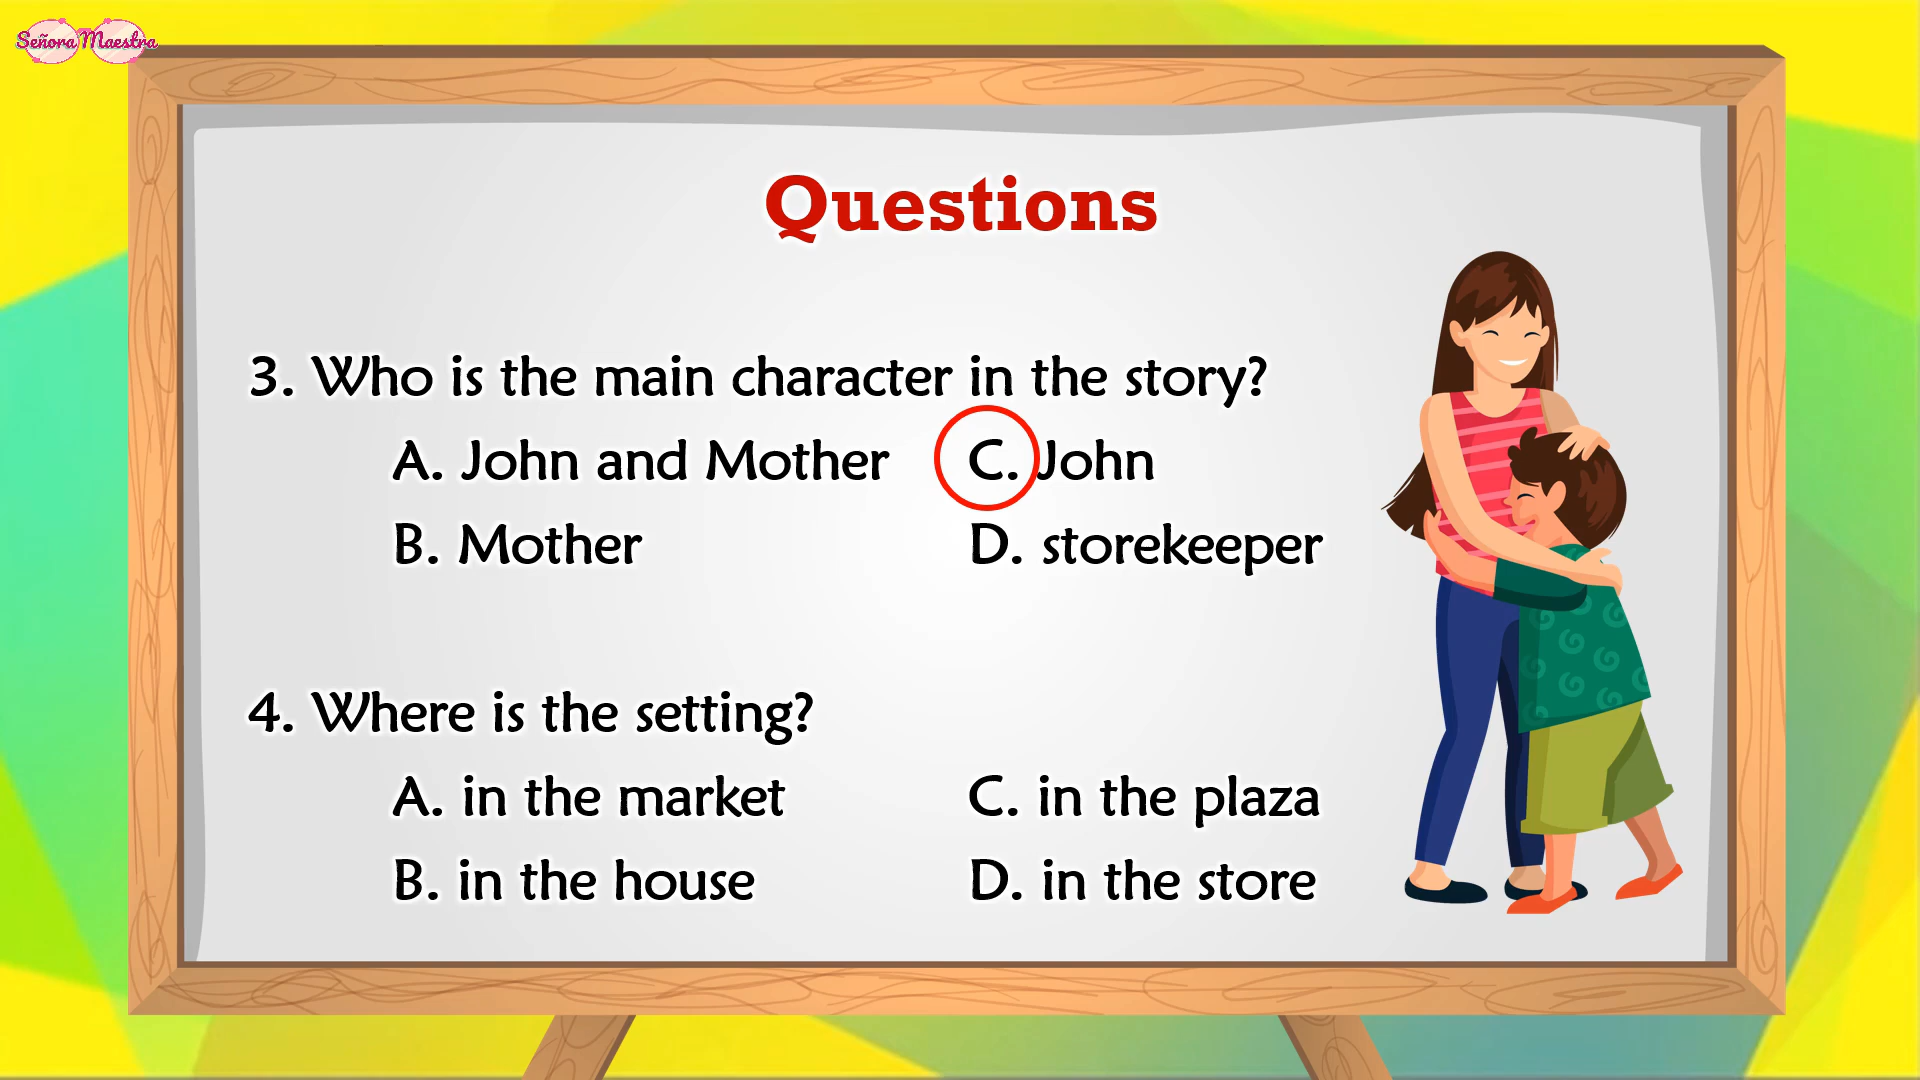 Señora Maestra
Questions
3. Who is the main character in the story?
A. John and Mother C. John
B. Mother D. storekeeper
4. Where is the setting?
A. in the market C. in the plaza
B. in the house D. in the store